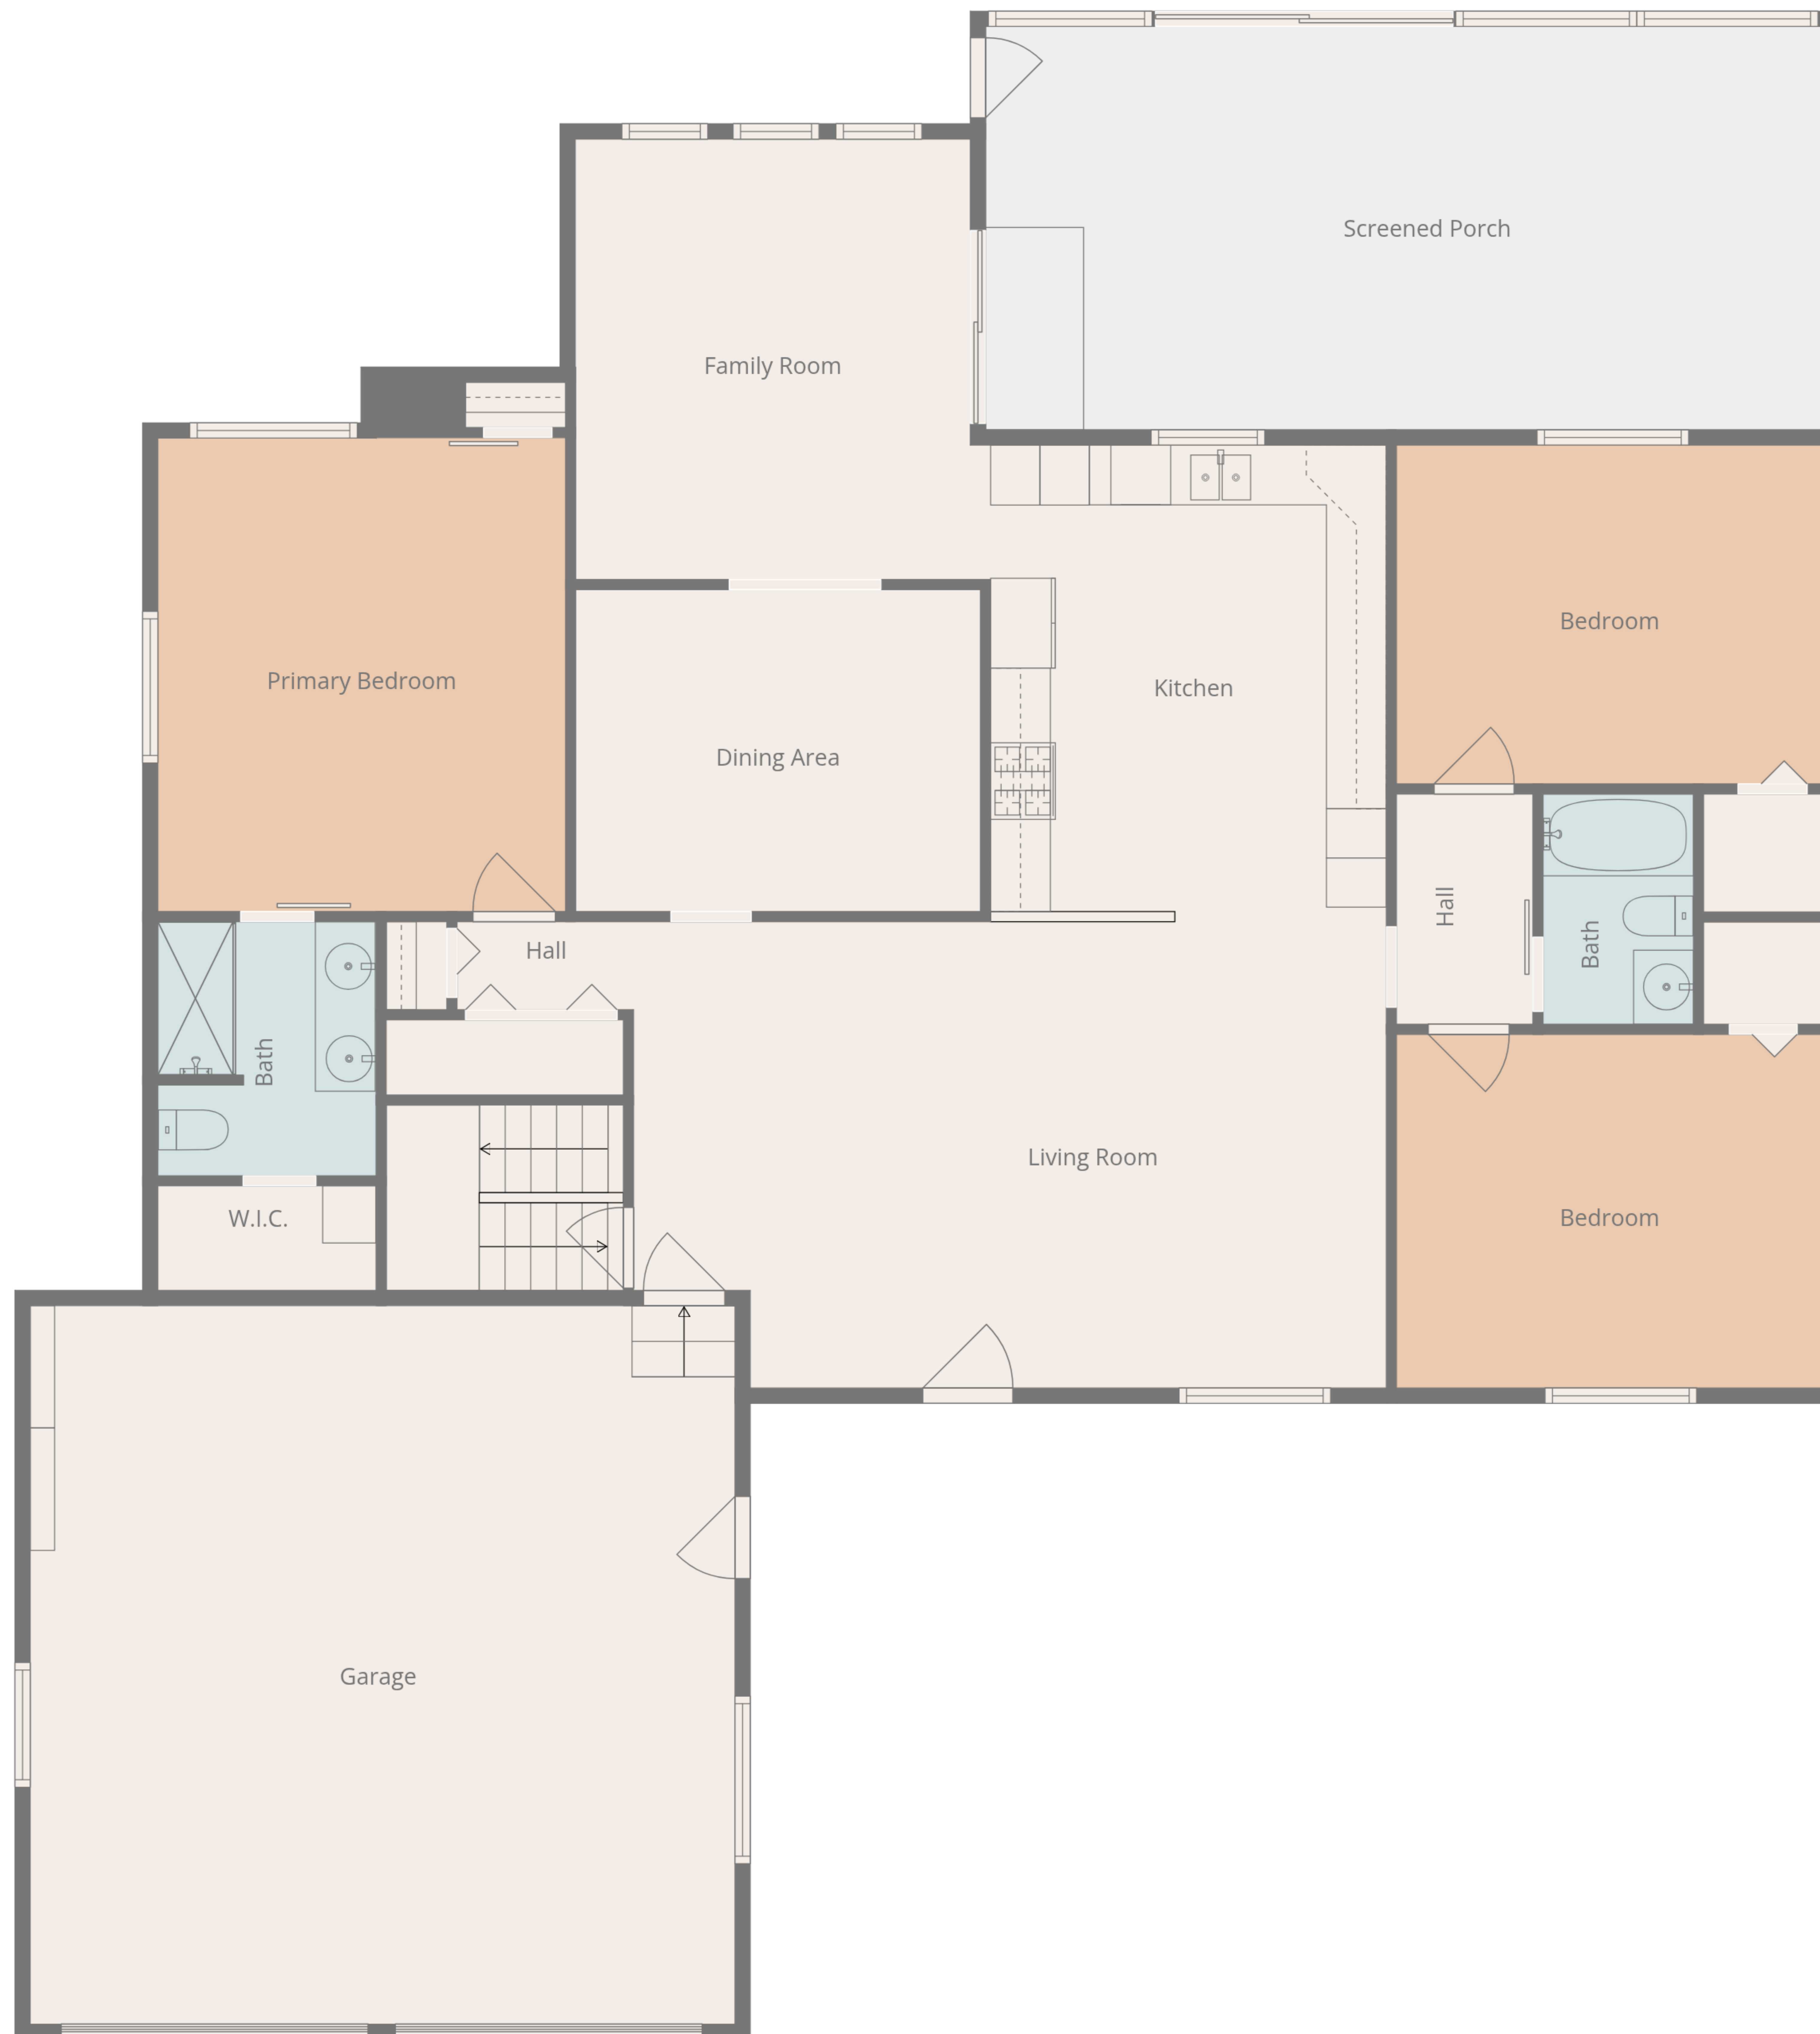 Screened Porch
Family Room
Bedroom
Primary Bedroom
Kitchen
Dining Area
Hall
Bath
Hall
Bath
Living Room
W.I.C.
Bedroom
Garage